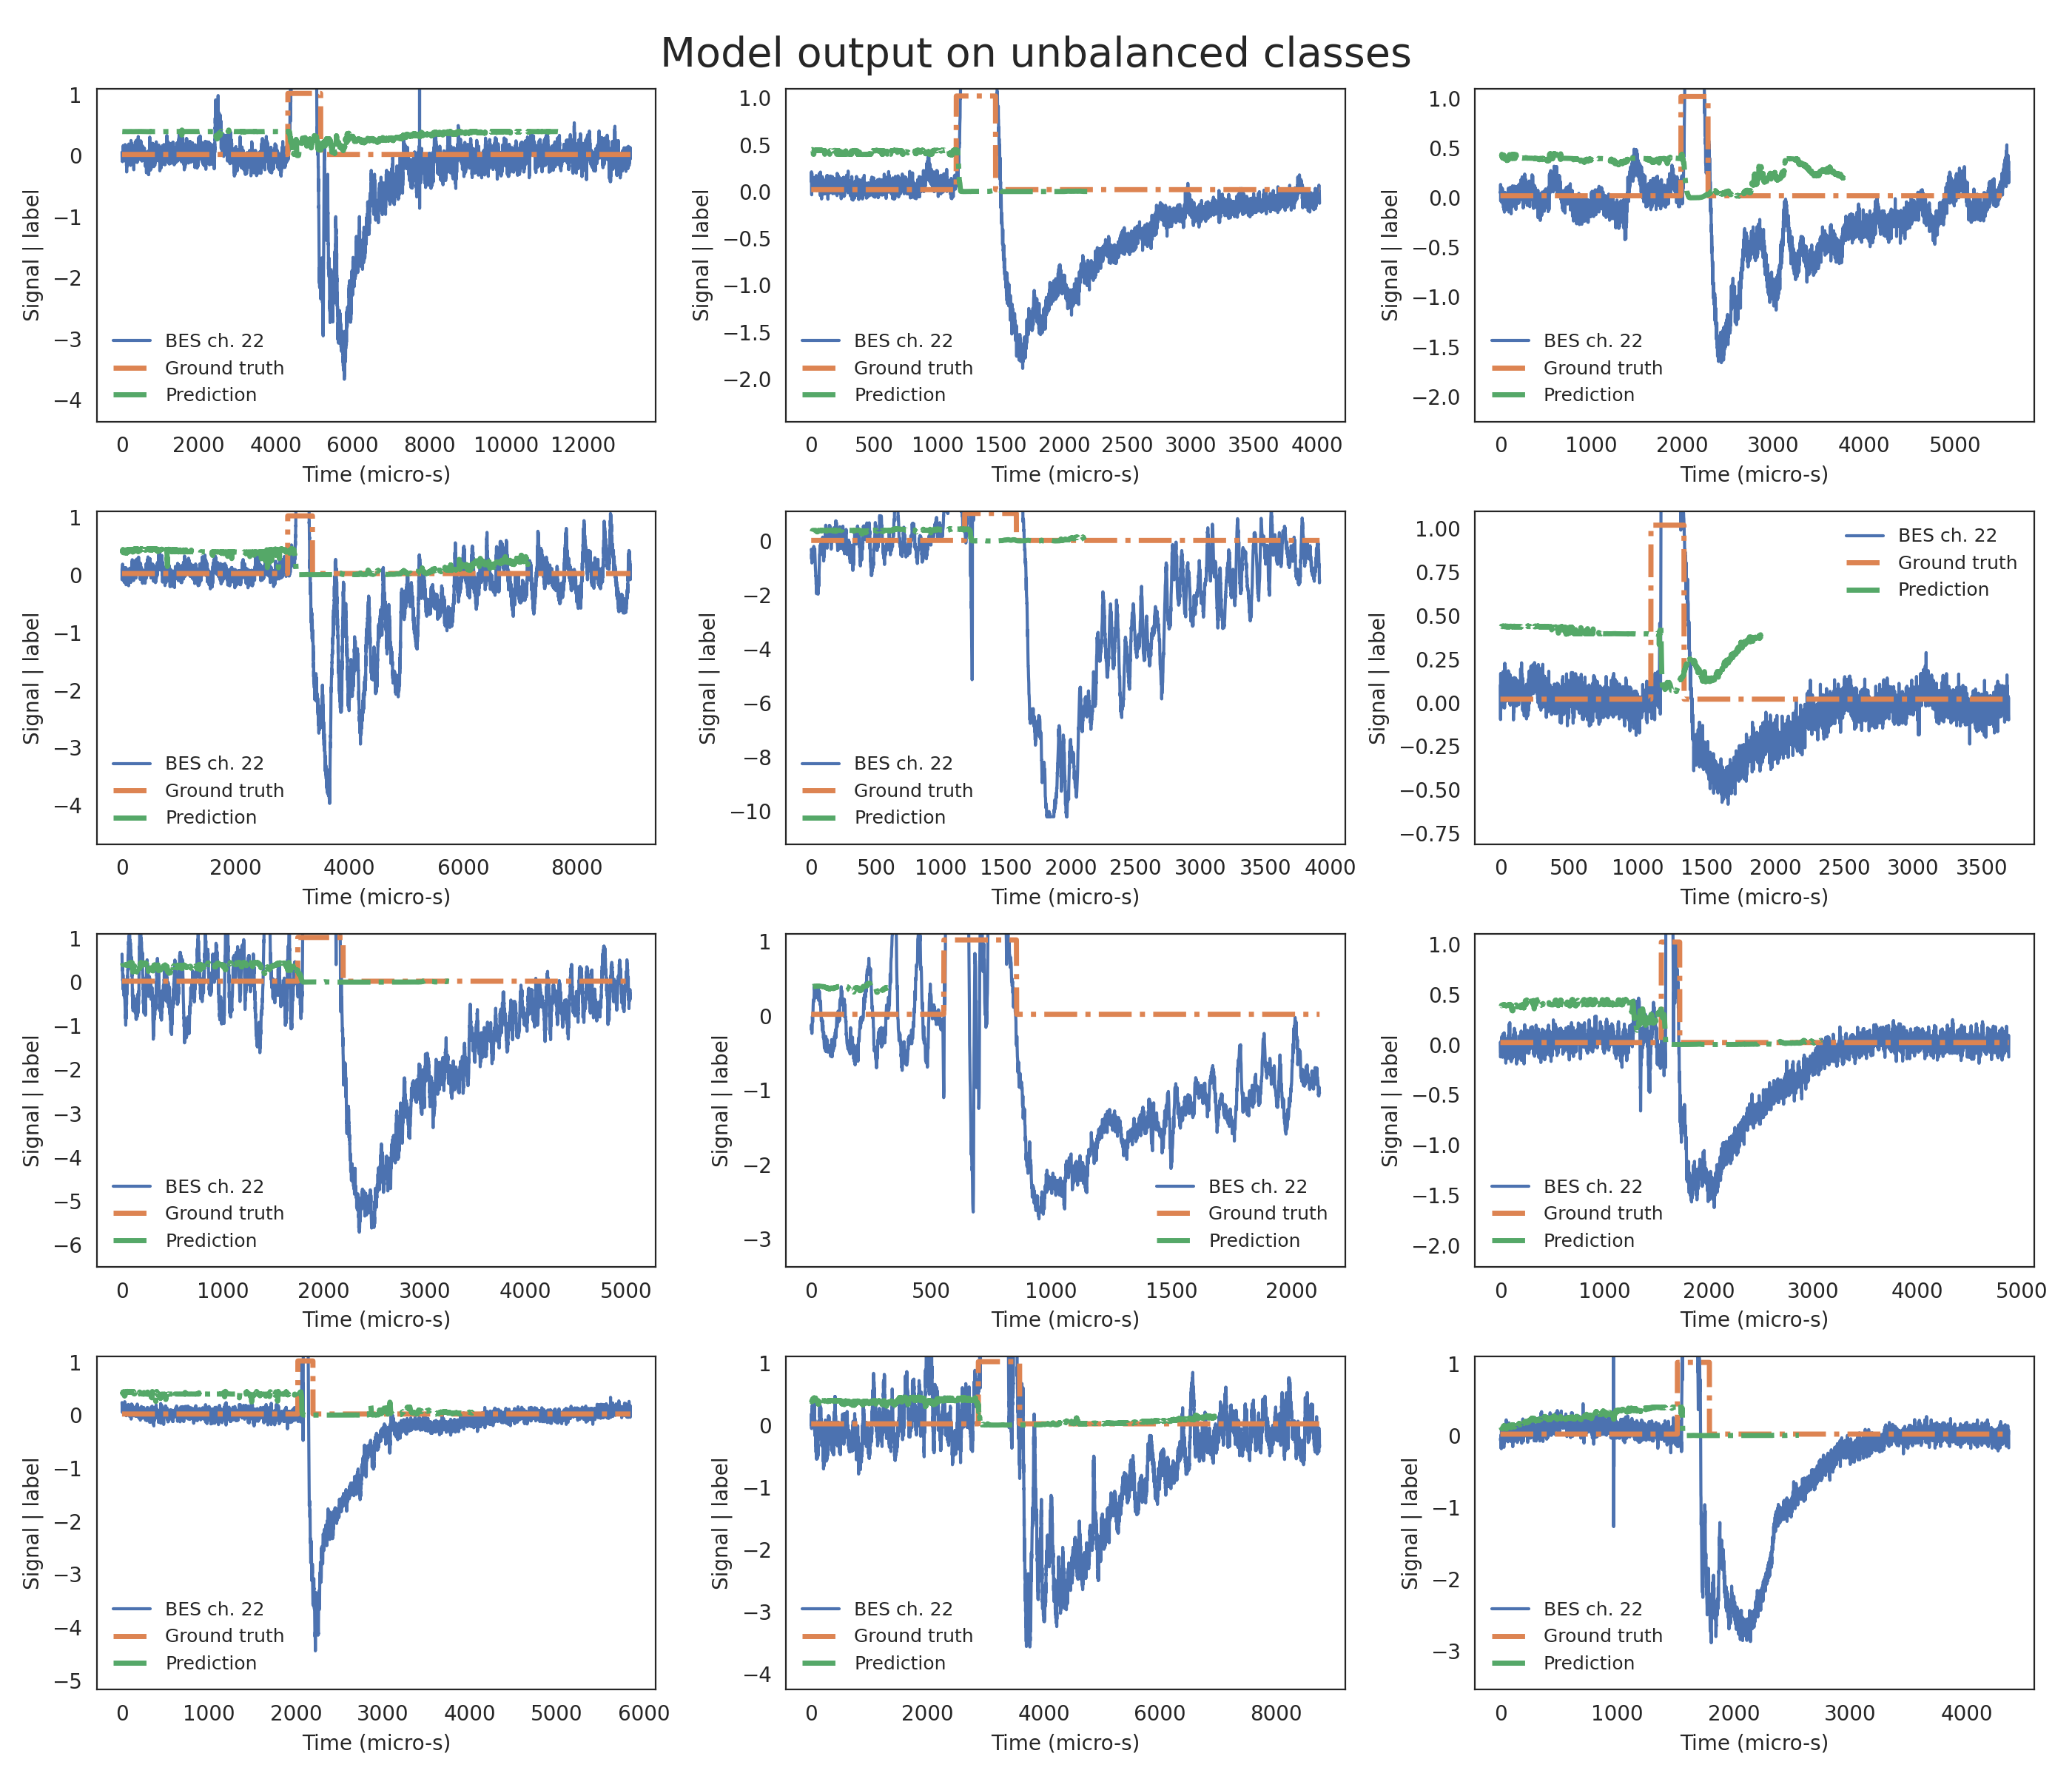 Model output on unbalanced classes
1
0
−1
−2
−3
−4
Signal | label
BES ch. 22
Ground truth
Prediction
0 2000 4000 6000 8000 10000 12000
Time (micro-s)
1.0
0.5
0.0
−0.5
−1.0
−1.5
−2.0
Signal | label
BES ch. 22
Ground truth
Prediction
0 500 1000 1500 2000 2500 3000 3500 4000
Time (micro-s)
1.0
0.5
0.0
−0.5
−1.0
−1.5
−2.0
Signal | label
BES ch. 22
Ground truth
Prediction
0 1000 2000 3000 4000 5000
Time (micro-s)
1
0
−1
−2
−3
−4
Signal | label
BES ch. 22
Ground truth
Prediction
0 2000 4000 6000 8000
Time (micro-s)
0
−2
−4
−6
−8
−10
Signal | label
BES ch. 22
Ground truth
Prediction
0 500 1000 1500 2000 2500 3000 3500 4000
Time (micro-s)
1.00
0.75
0.50
0.25
0.00
−0.25
−0.50
−0.75
Signal | label
BES ch. 22
Ground truth
Prediction
0 500 1000 1500 2000 2500 3000 3500
Time (micro-s)
1
0
−1
−2
−3
−4
−5
−6
Signal | label
BES ch. 22
Ground truth
Prediction
0 1000 2000 3000 4000 5000
Time (micro-s)
1
0
−1
−2
−3
Signal | label
BES ch. 22
Ground truth
Prediction
0 500 1000 1500 2000
Time (micro-s)
1.0
0.5
0.0
−0.5
−1.0
−1.5
−2.0
Signal | label
BES ch. 22
Ground truth
Prediction
0 1000 2000 3000 4000 5000
Time (micro-s)
1
0
−1
−2
−3
−4
−5
Signal | label
BES ch. 22
Ground truth
Prediction
0 1000 2000 3000 4000 5000 6000
Time (micro-s)
1
0
−1
−2
−3
−4
Signal | label
BES ch. 22
Ground truth
Prediction
0 2000 4000 6000 8000
Time (micro-s)
1
0
−1
−2
−3
Signal | label
BES ch. 22
Ground truth
Prediction
0 1000 2000 3000 4000
Time (micro-s)